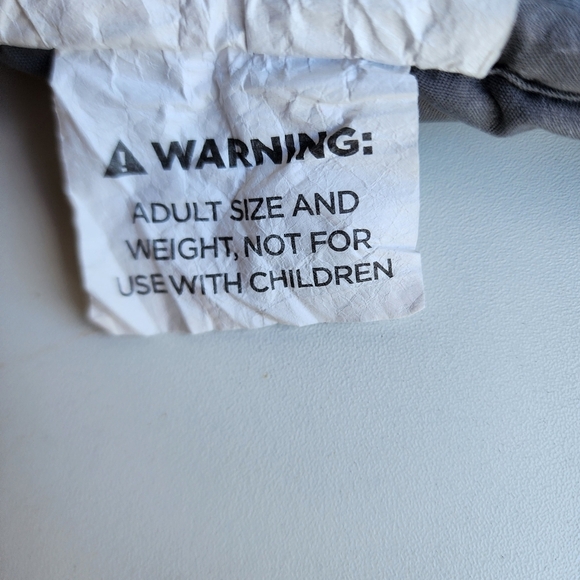 ⚠ WARNING:
ADULT SIZE AND
WEIGHT, NOT FOR
USE WITH CHILDREN